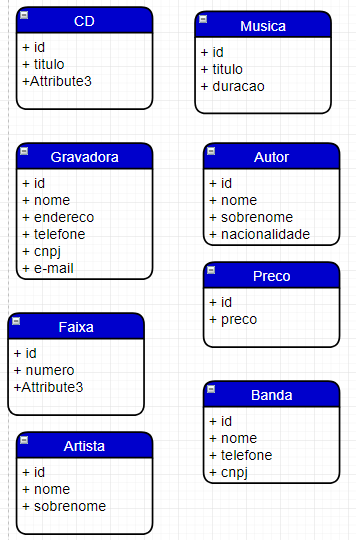 CD
+ id
+ titulo
+Attribute3
Musica
+ id
+ titulo
+ duracao
Gravadora
+ id
+ nome
+ endereco
+ telefone
+ cnpj
+ e-mail
Autor
+ id
+ nome
+ sobrenome
+ nacionalidade
Preco
+ id
+ preco
Faixa
+ id
+ numero
+Attribute3
Banda
+ id
+ nome
+ telefone
+ cnpj
Artista
+ id
+ nome
+ sobrenome